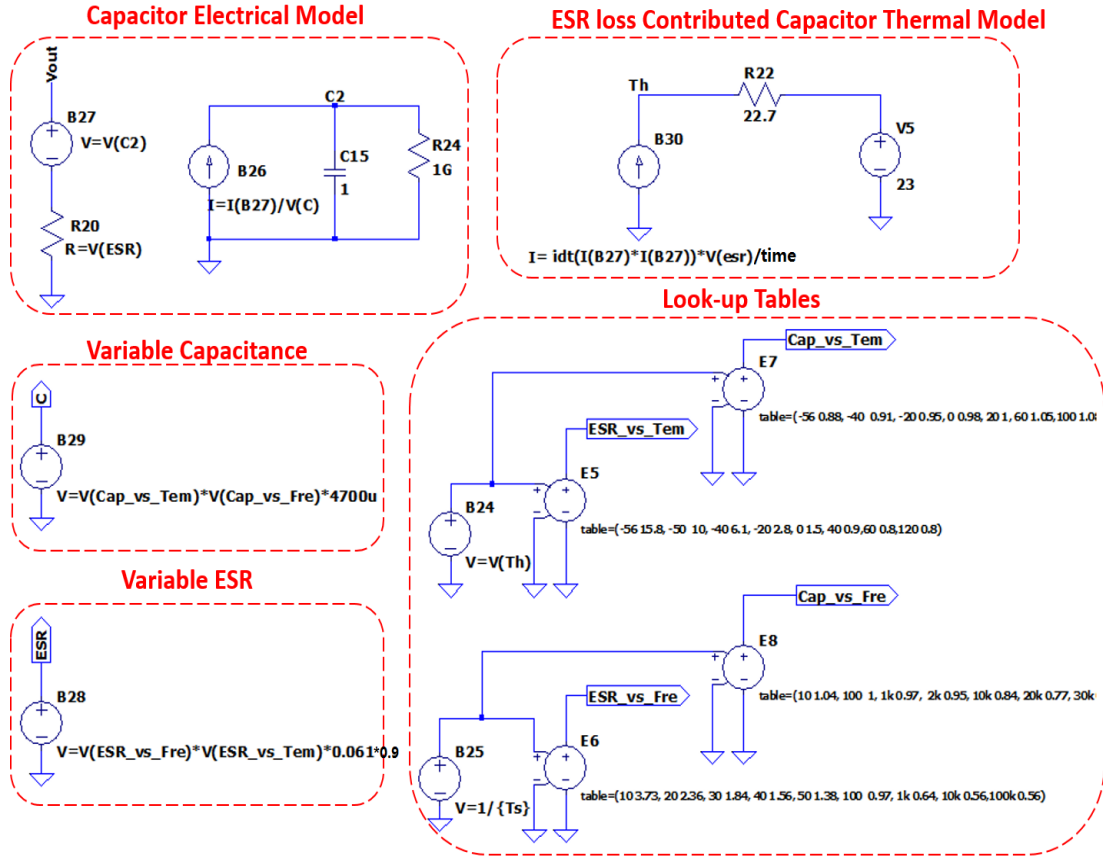 Capacitor Electrical Model
Vout
B27
V=V(C2)
R20
R=V(ESR)
C2
B26
I=I(B27)/V(C)
C15
1
R24
1G
ESR loss Contributed Capacitor Thermal Model
Th
R22
22.7
B30
V5
23
I= idt(I(B27)*I(B27))*V(esr)/time
Variable Capacitance
C
B29
V=V(Cap_vs_Tem)*V(Cap_vs_Fre)*4700u
Variable ESR
ESR
B28
V=V(ESR_vs_Fre)*V(ESR_vs_Tem)*0.061*0.9
Look-up Tables
Cap_vs_Tem
E7
table=(-56 0.88, -40 0.91, -20 0.95, 0 0.98, 20 1, 60 1.05,100 1.08
ESR_vs_Tem
E5
B24
V=V(Th)
table=(-56 15.8, -50 10, -40 6.1, -20 2.8, 0 1.5, 40 0.9,60 0.8,120 0.8)
Cap_vs_Fre
E8
table=(10 1.04, 100 1, 1k 0.97, 2k 0.95, 10k 0.84, 20k 0.77, 30k
ESR_vs_Fre
E6
B25
V=1/{Ts}
table=(10 3.73, 20 2.36, 30 1.84, 40 1.56, 50 1.38, 100 0.97, 1k 0.64, 10k 0.56,100k 0.56)